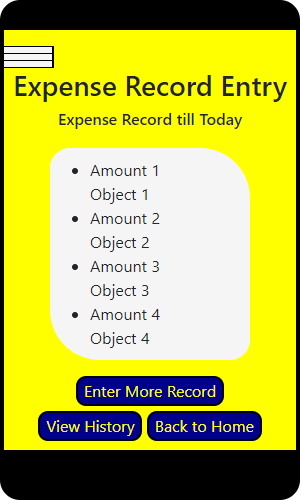 Expense Record Entry
Expense Record till Today
Amount 1
Object 1
Amount 2
Object 2
Amount 3
Object 3
Amount 4
Object 4
Enter More Record
View History
Back to Home